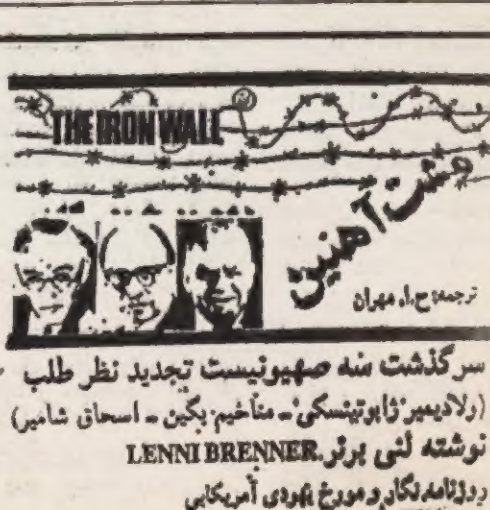 THE IRON WALL
مشت آهنین
ترجمه: ح.ا. مهران
سرگذشت سه صهیونیست تجدید نظر طلب
(ولادیمیر ژابوتینسکی - مناخیم بگین - اسحاق شامیر)
نوشته لنی برنر. LENNI BRENNER
روزنامه نگار و مورخ یهودی آمریکایی